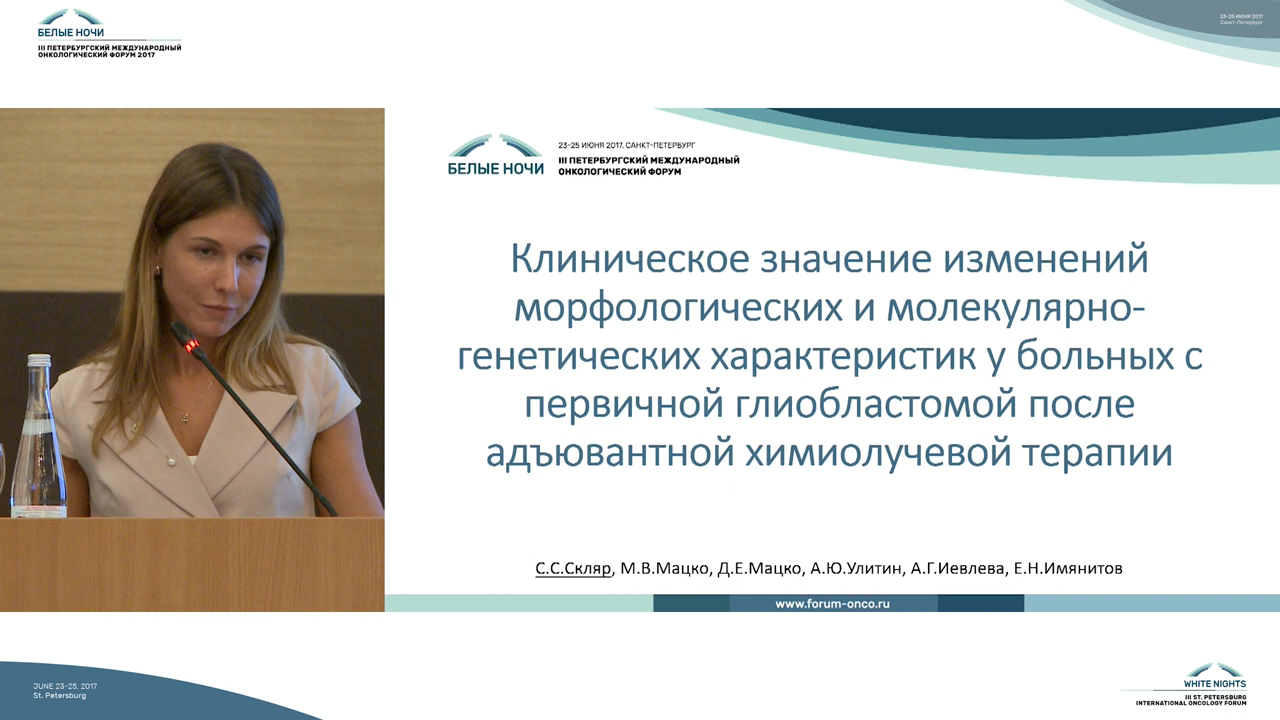 БЕЛЫЕ НОЧИ
III ПЕТЕРБУРГСКИЙ МЕЖДУНАРОДНЫЙ
ОНКОЛОГИЧЕСКИЙ ФОРУМ 2017
23-25 ИЮНЯ 2017
Санкт-Петербург
БЕЛЫЕ НОЧИ
23-25 ИЮНЯ 2017, САНКТ-ПЕТЕРБУРГ
III ПЕТЕРБУРГСКИЙ МЕЖДУНАРОДНЫЙ
ОНКОЛОГИЧЕСКИЙ ФОРУМ
Клиническое значение изменений
морфологических и молекулярно-
генетических характеристик у больных с
первичной глиобластомой после
адъювантной химиолучевой терапии
С.С.Скляр, М.В.Мацко, Д.Е.Мацко, А.Ю.Улитин, А.Г.Иевлева, Е.Н.Имянитов
www.forum-onco.ru
JUNE 23-25, 2017
St. Petersburg
WHITE NIGHTS
III ST. PETERSBURG
INTERNATIONAL ONCOLOGY FORUM